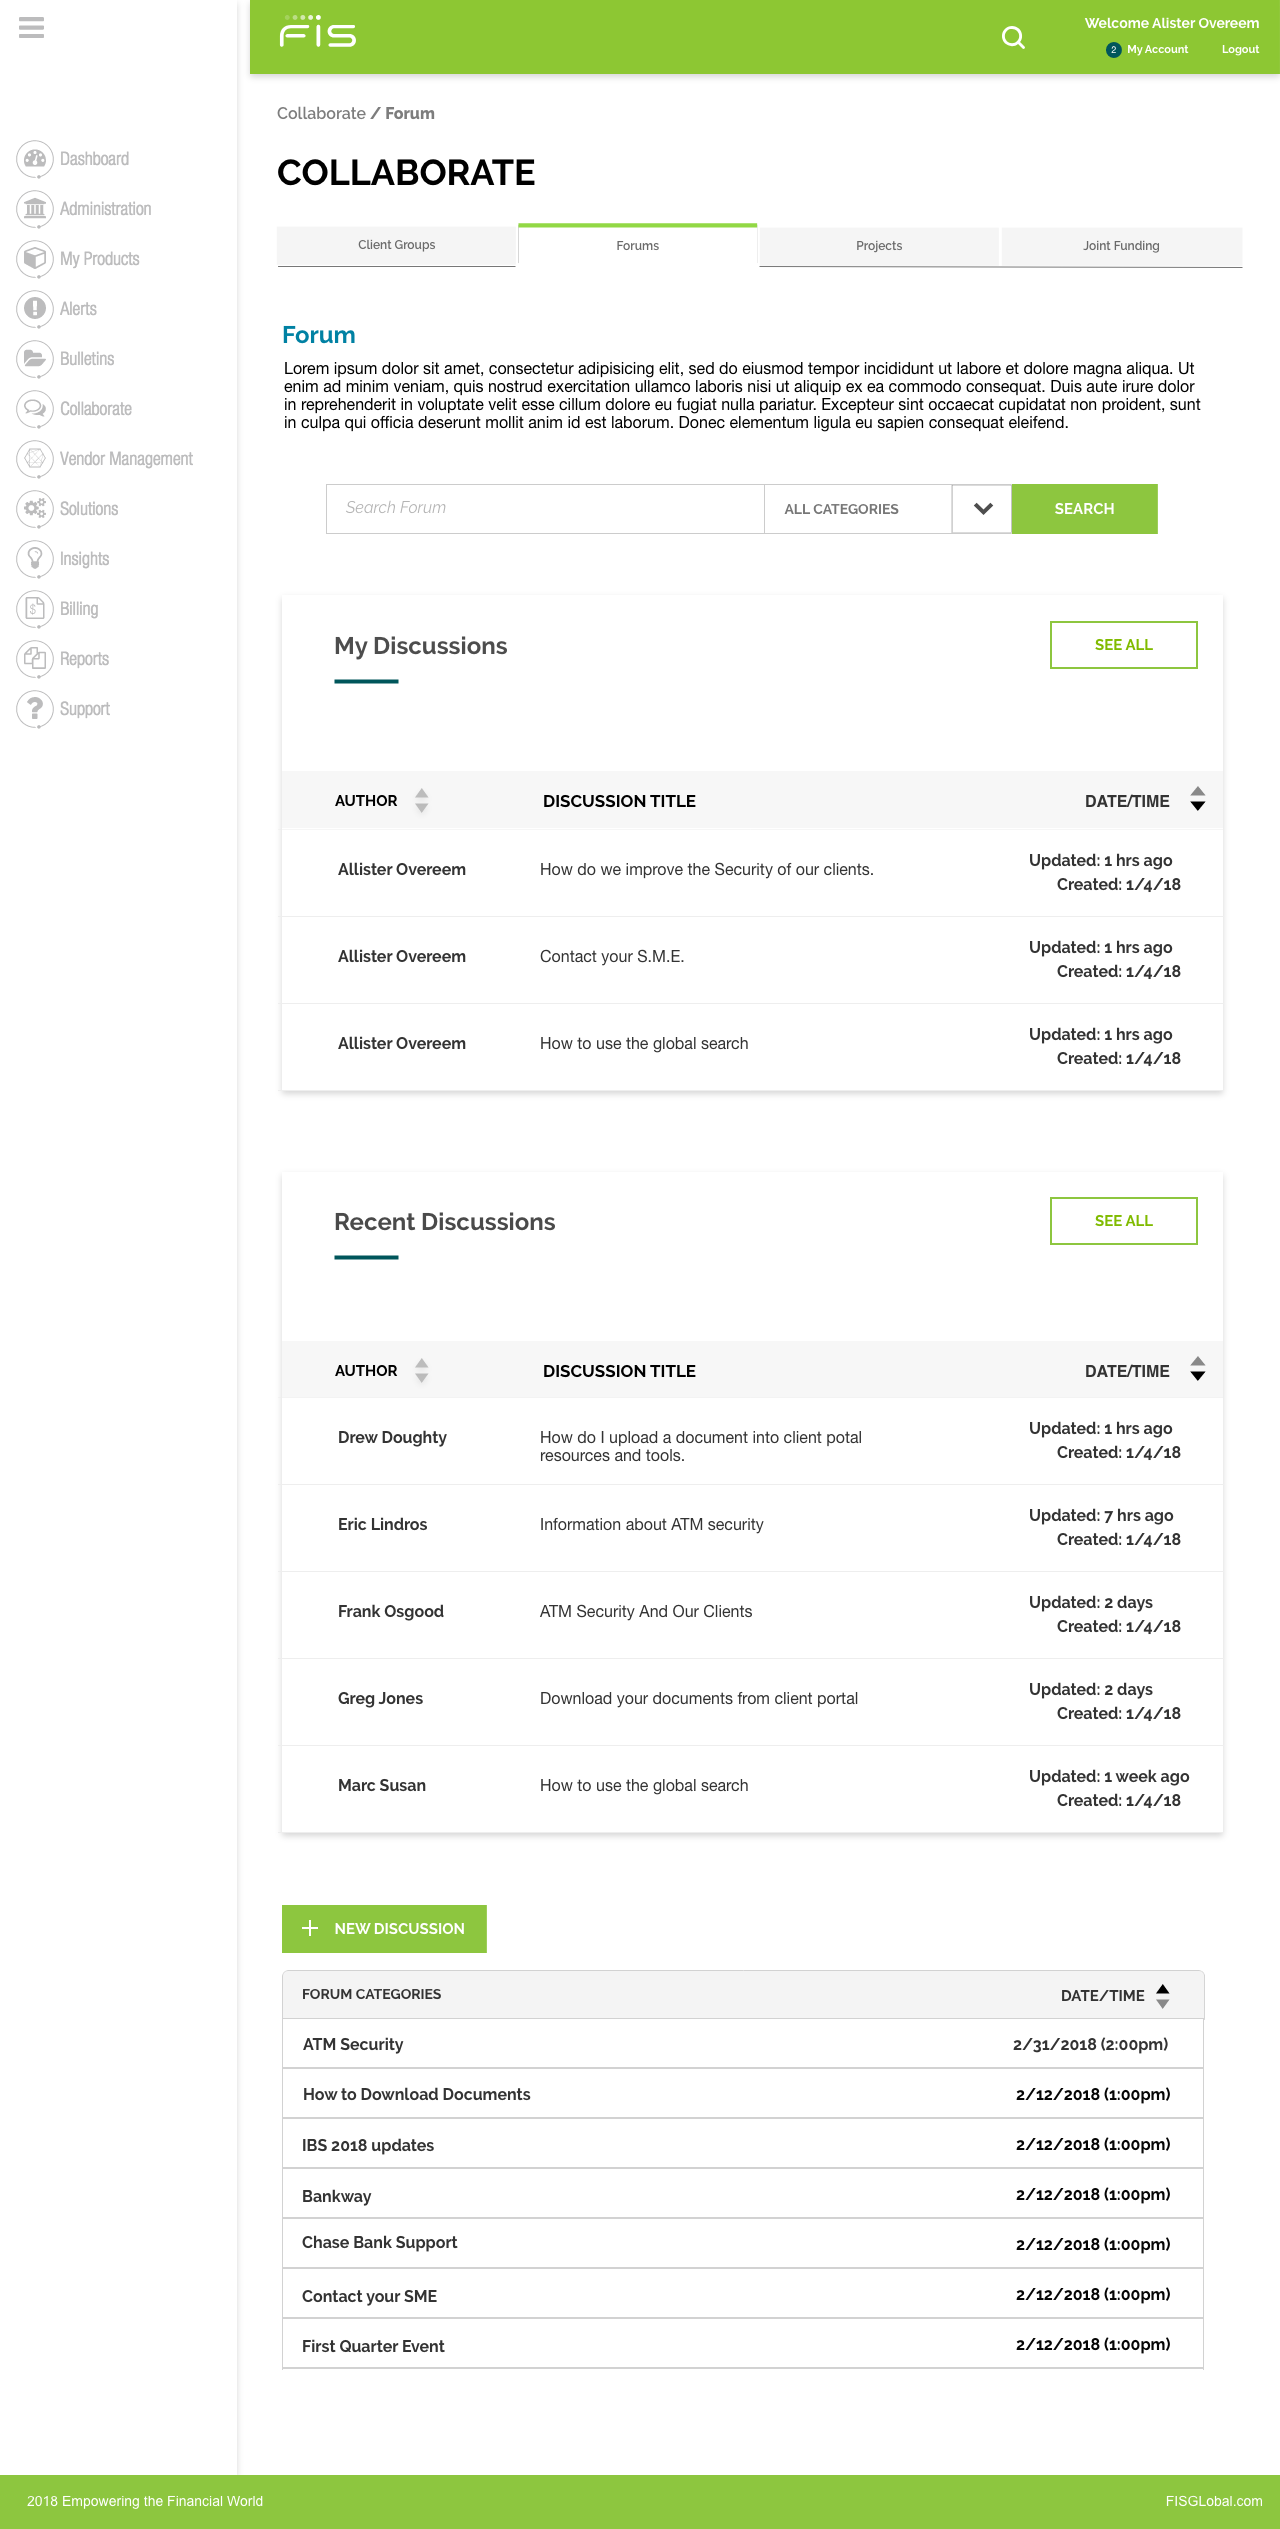 FIS
Welcome Alister Overeem
2 My Account Logout
Collaborate / Forum
COLLABORATE
Dashboard
Administration
My Products
Alerts
Bulletins
Collaborate
Vendor Management
Solutions
Insights
Billing
Reports
Support
Client Groups Forums Projects Joint Funding
Forum
Lorem ipsum dolor sit amet, consectetur adipisicing elit, sed do eiusmod tempor incididunt ut labore et dolore magna aliqua. Ut
enim ad minim veniam, quis nostrud exercitation ullamco laboris nisi ut aliquip ex ea commodo consequat. Duis aute irure dolor
in reprehenderit in voluptate velit esse cillum dolore eu fugiat nulla pariatur. Excepteur sint occaecat cupidatat non proident, sunt
in culpa qui officia deserunt mollit anim id est laborum. Donec elementum ligula eu sapien consequat eleifend.
Search Forum ALL CATEGORIES SEARCH
My Discussions SEE ALL
AUTHOR DISCUSSION TITLE DATE/TIME
Allister Overeem How do we improve the Security of our clients. Updated: 1 hrs ago
Created: 1/4/18
Allister Overeem Contact your S.M.E. Updated: 1 hrs ago
Created: 1/4/18
Allister Overeem How to use the global search Updated: 1 hrs ago
Created: 1/4/18
Recent Discussions SEE ALL
AUTHOR DISCUSSION TITLE DATE/TIME
Drew Doughty How do I upload a document into client potal Updated: 1 hrs ago
resources and tools. Created: 1/4/18
Eric Lindros Information about ATM security Updated: 7 hrs ago
Created: 1/4/18
Frank Osgood ATM Security And Our Clients Updated: 2 days
Created: 1/4/18
Greg Jones Download your documents from client portal Updated: 2 days
Created: 1/4/18
Marc Susan How to use the global search Updated: 1 week ago
Created: 1/4/18
NEW DISCUSSION
FORUM CATEGORIES DATE/TIME
ATM Security 2/31/2018 (2:00pm)
How to Download Documents 2/12/2018 (1:00pm)
IBS 2018 updates 2/12/2018 (1:00pm)
Bankway 2/12/2018 (1:00pm)
Chase Bank Support 2/12/2018 (1:00pm)
Contact your SME 2/12/2018 (1:00pm)
First Quarter Event 2/12/2018 (1:00pm)
2018 Empowering the Financial World FISGLobal.com